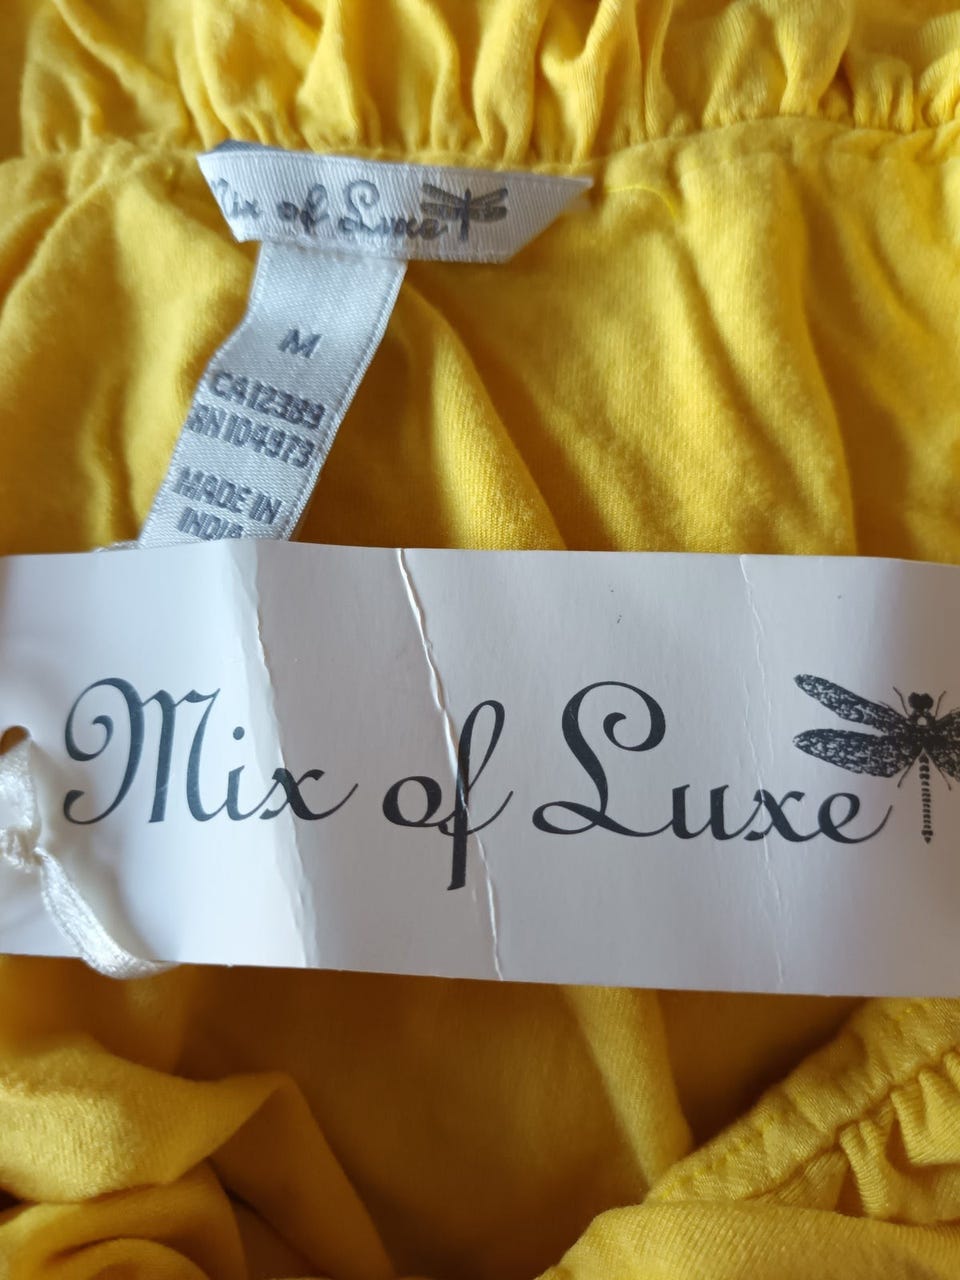 Mix of Luxe
M
CA12389
RN104973
MADE IN
INDIA
Mix of Luxe